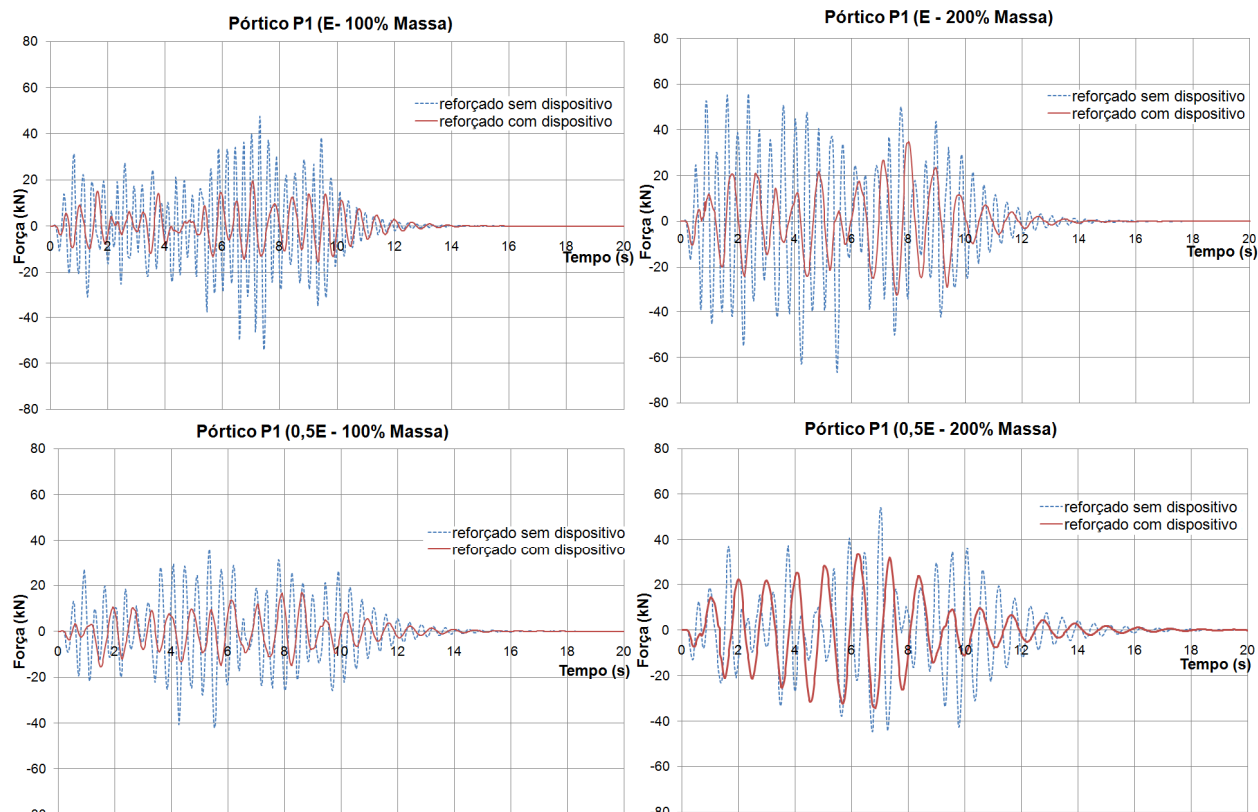 Pórtico P1 (E- 100% Massa)
80
60
40
20
0
-20
-40
-60
-80
Força (kN)
reforçado sem dispositivo
reforçado com dispositivo
0 2 4 6 8 10 12 14 16 18 20
Tempo (s)
Pórtico P1 (E - 200% Massa)
80
60
40
20
0
-20
-40
-60
-80
Força (kN)
reforçado sem dispositivo
reforçado com dispositivo
0 2 4 6 8 10 12 14 16 18 20
Tempo (s)
Pórtico P1 (0,5E - 100% Massa)
80
60
40
20
0
-20
-40
-60
-80
Força (kN)
reforçado sem dispositivo
reforçado com dispositivo
0 2 4 6 8 10 12 14 16 18 20
Tempo (s)
Pórtico P1 (0,5E - 200% Massa)
80
60
40
20
0
-20
-40
-60
-80
Força (kN)
reforçado sem dispositivo
reforçado com dispositivo
0 2 4 6 8 10 12 14 16 18 20
Tempo (s)